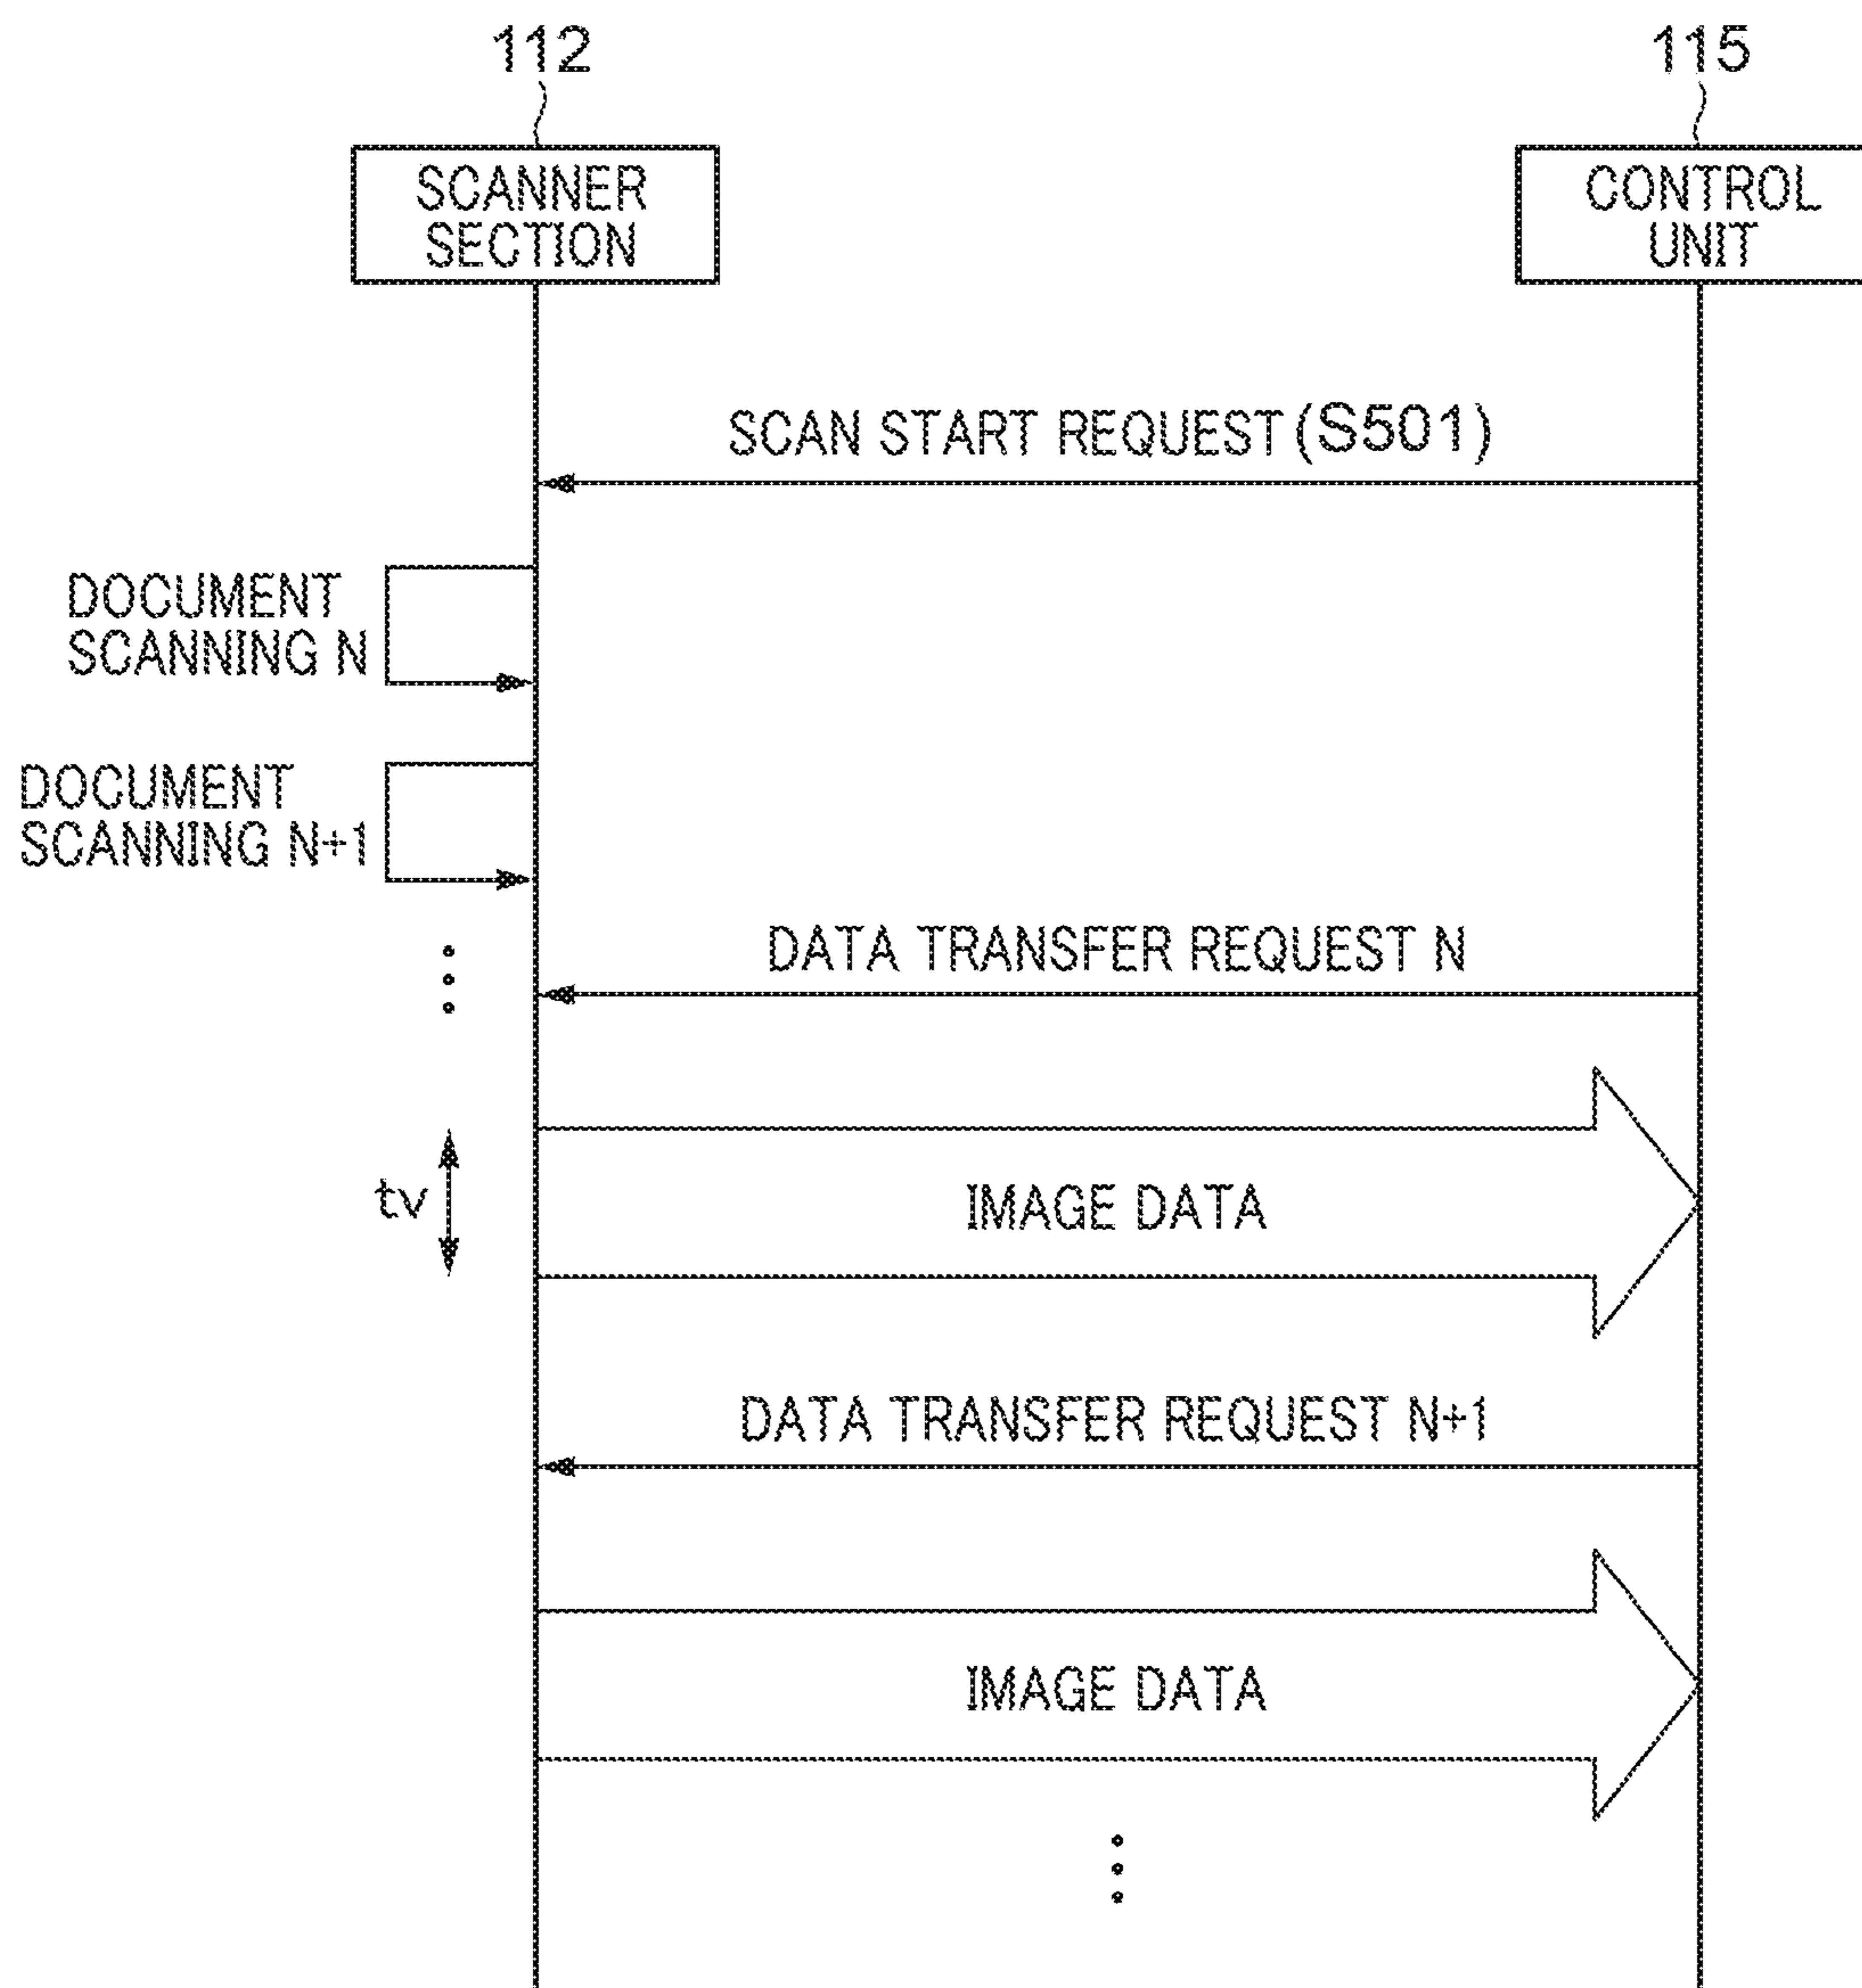 112
115
SCANNER
SECTION
CONTROL
UNIT
SCAN START REQUEST (S501)
DOCUMENT
SCANNING N
DOCUMENT
SCANNING N+1
DATA TRANSFER REQUEST N
tv
IMAGE DATA
DATA TRANSFER REQUEST N+1
IMAGE DATA